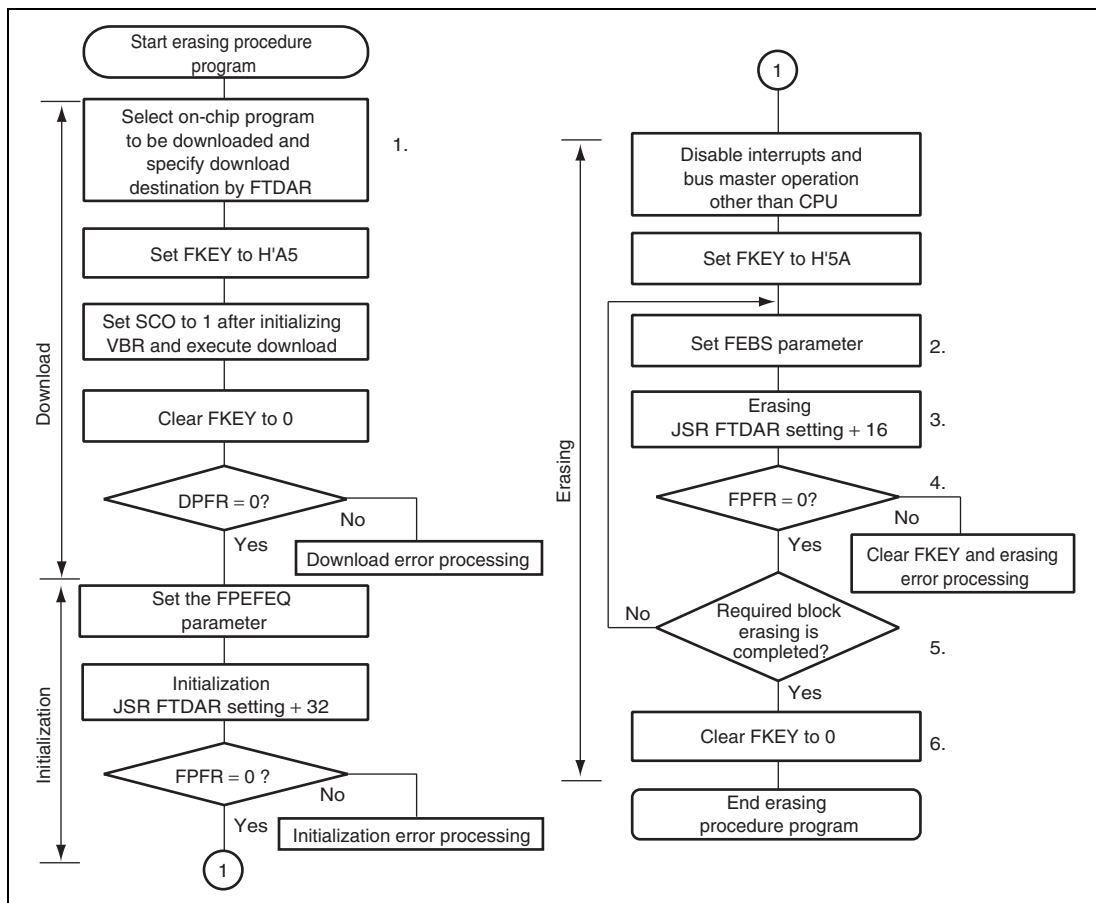 Start erasing procedure
program
Select on-chip program
to be downloaded and
specify download
destination by FTDAR
1.
Set FKEY to H'A5
Set SCO to 1 after initializing
VBR and execute download
Clear FKEY to 0
DPFR = 0?
No
Yes
Download error processing
Download
Set the FPEFEQ
parameter
Initialization
JSR FTDAR setting + 32
FPFR = 0 ?
No
Yes
Initialization error processing
Initialization
1
1
Disable interrupts and
bus master operation
other than CPU
Set FKEY to H'5A
Set FEBS parameter
2.
Erasing
JSR FTDAR setting + 16
3.
4.
FPFR = 0?
No
Yes
Clear FKEY and erasing
error processing
Erasing
No
Required block
erasing is
completed?
5.
Yes
Clear FKEY to 0
6.
End erasing
procedure program